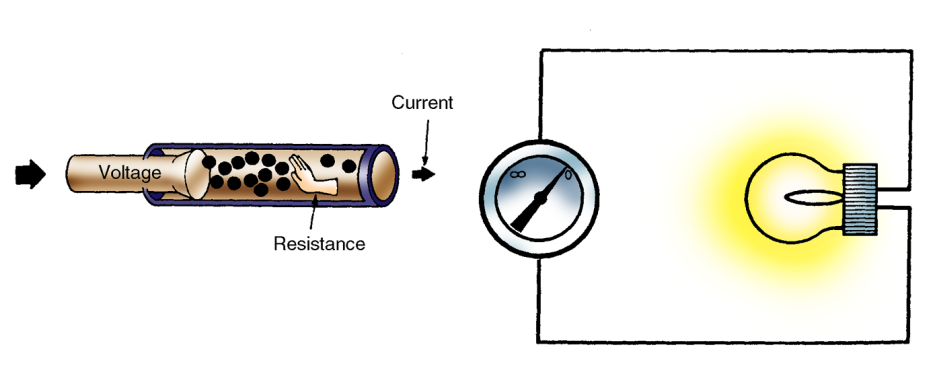 Current
Voltage
Resistance
∞ 0